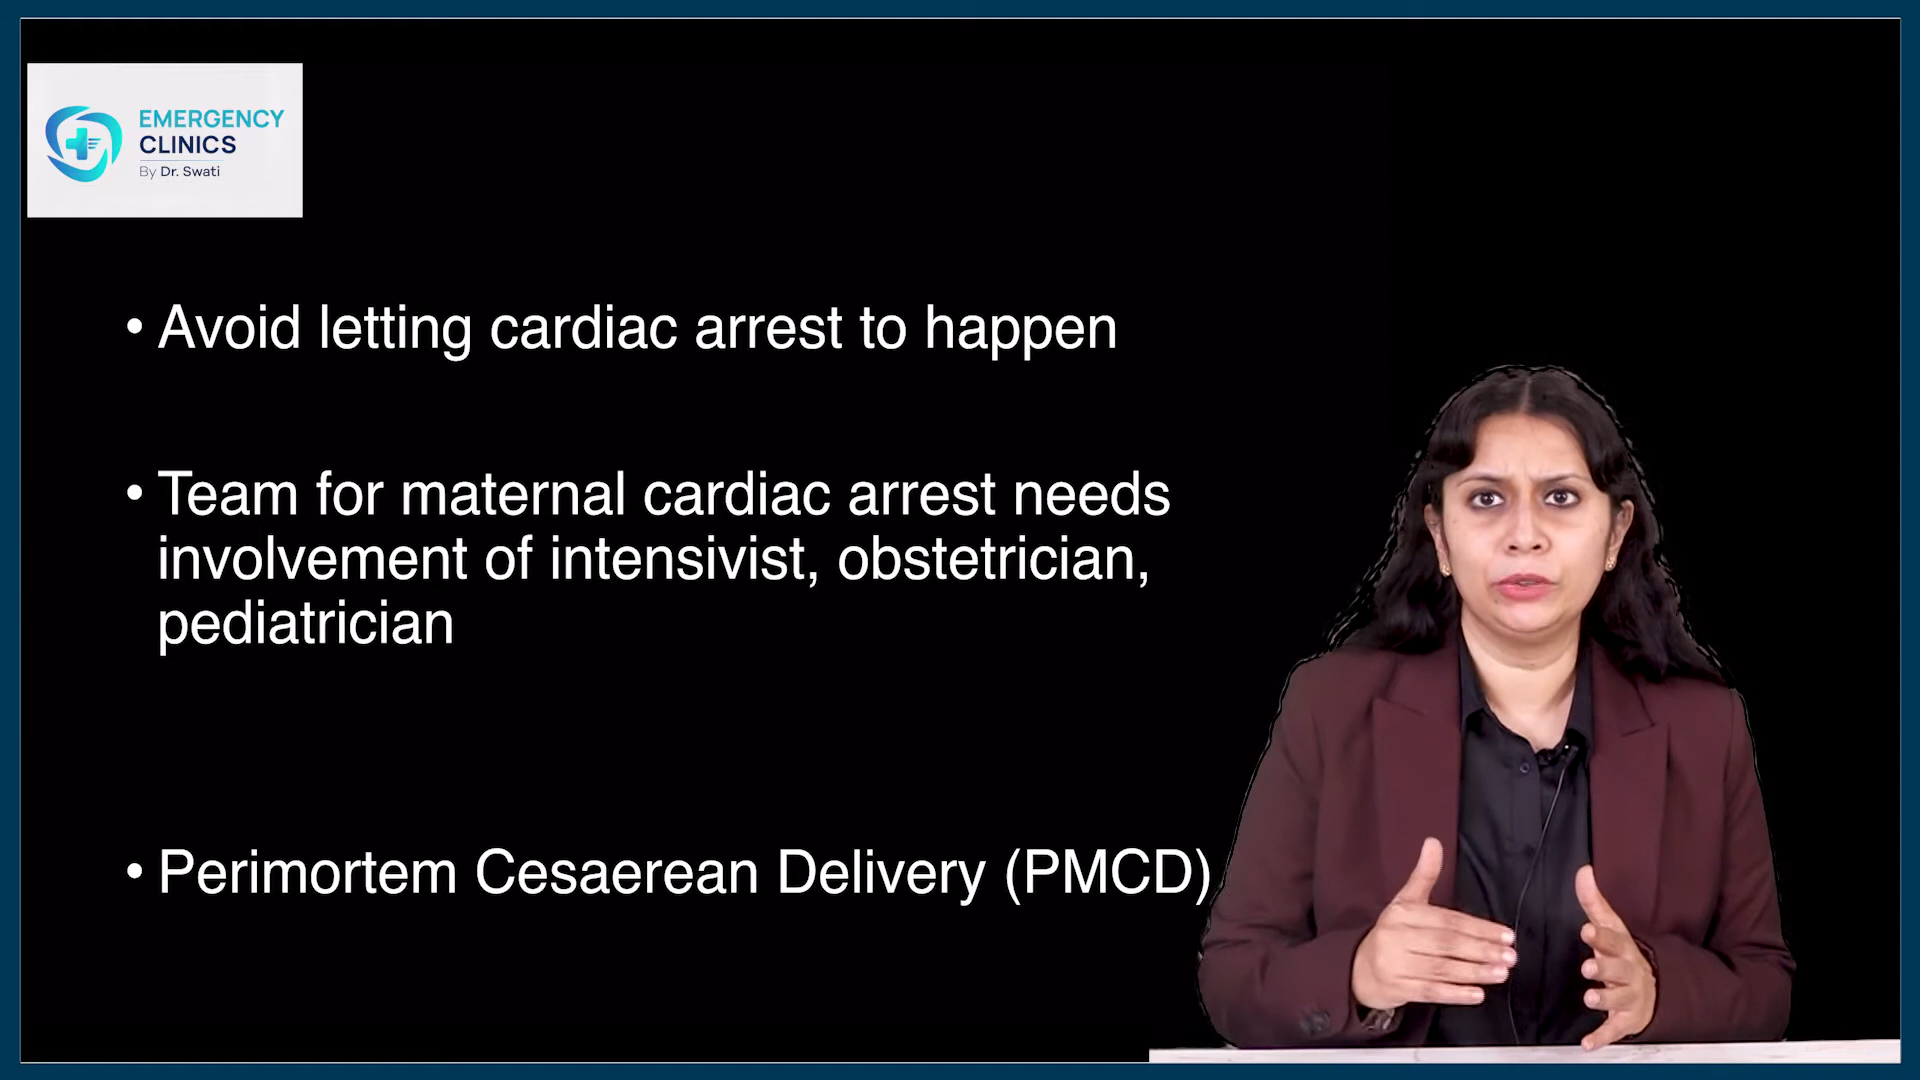 EMERGENCY
CLINICS
By Dr. Swati
• Avoid letting cardiac arrest to happen
• Team for maternal cardiac arrest needs
involvement of intensivist, obstetrician,
pediatrician
• Perimortem Cesaerean Delivery (PMCD)